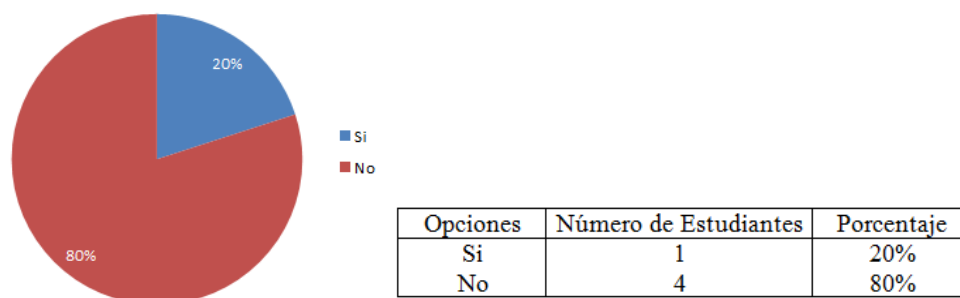 20%
80%
Si
No
Opciones Número de Estudiantes Porcentaje
Si 1 20%
No 4 80%